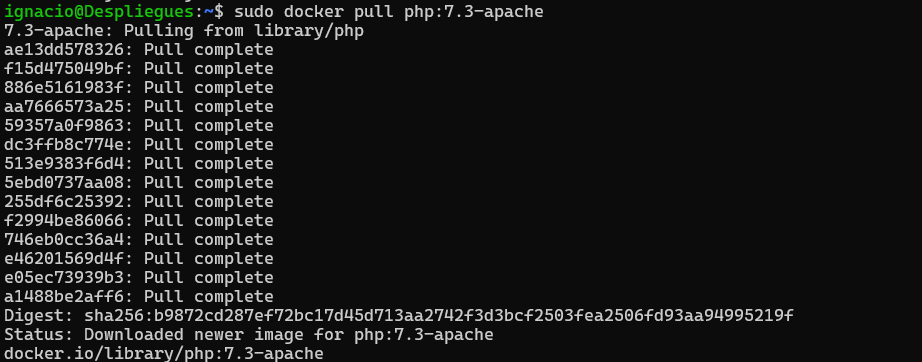 ignacio@Despliegues:~$ sudo docker pull php:7.3-apache
7.3-apache: Pulling from library/php
ae13dd578326: Pull complete
f15d475049bf: Pull complete
886e5161983f: Pull complete
aa7666573a25: Pull complete
59357a0f9863: Pull complete
dc3ffb8c774e: Pull complete
513e9383f6d4: Pull complete
5ebd0737aa08: Pull complete
255df6c25392: Pull complete
f2994be86066: Pull complete
746eb0cc36a4: Pull complete
e46201569d4f: Pull complete
e05ec73939b3: Pull complete
a1488be2aff6: Pull complete
Digest: sha256:b9872cd287ef72bc17d45d713aa2742f3d3bcf2503fea2506fd93aa94995219f
Status: Downloaded newer image for php:7.3-apache
docker.io/library/php:7.3-apache